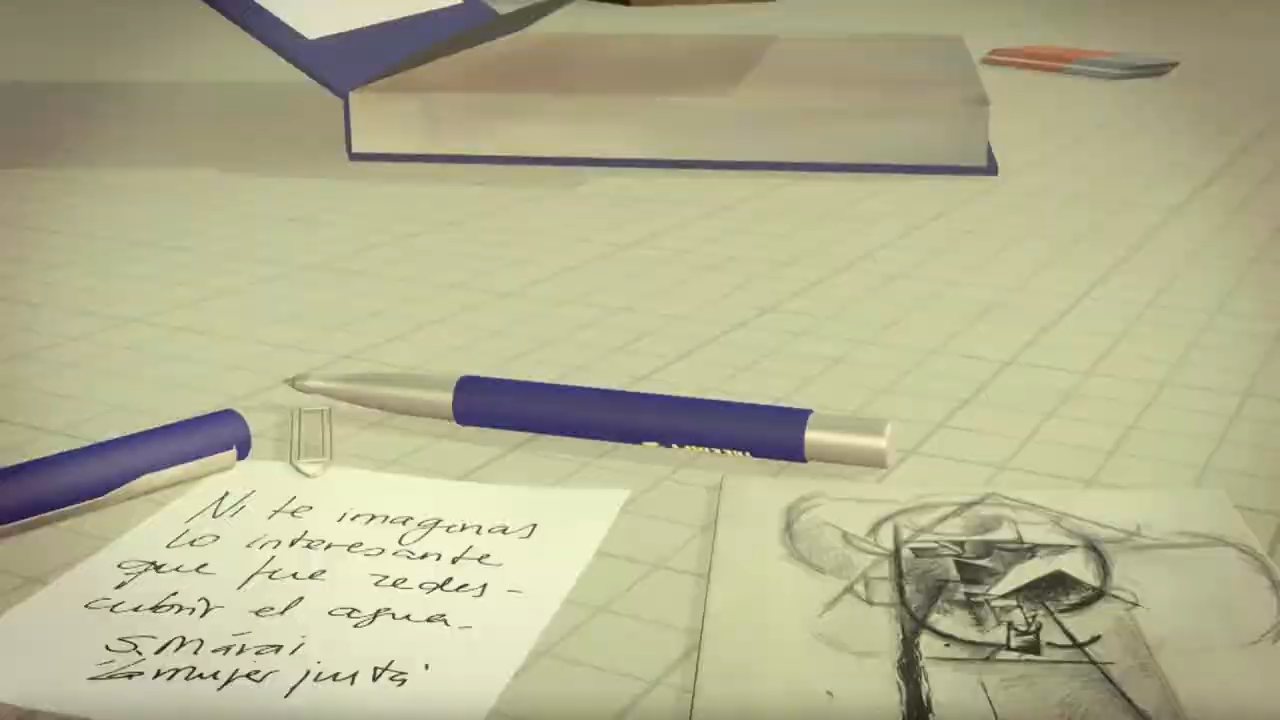 Ni te imaginas
lo interesante
que fue redes-
cubrir el agua.
S. Márai
"La mujer justa"